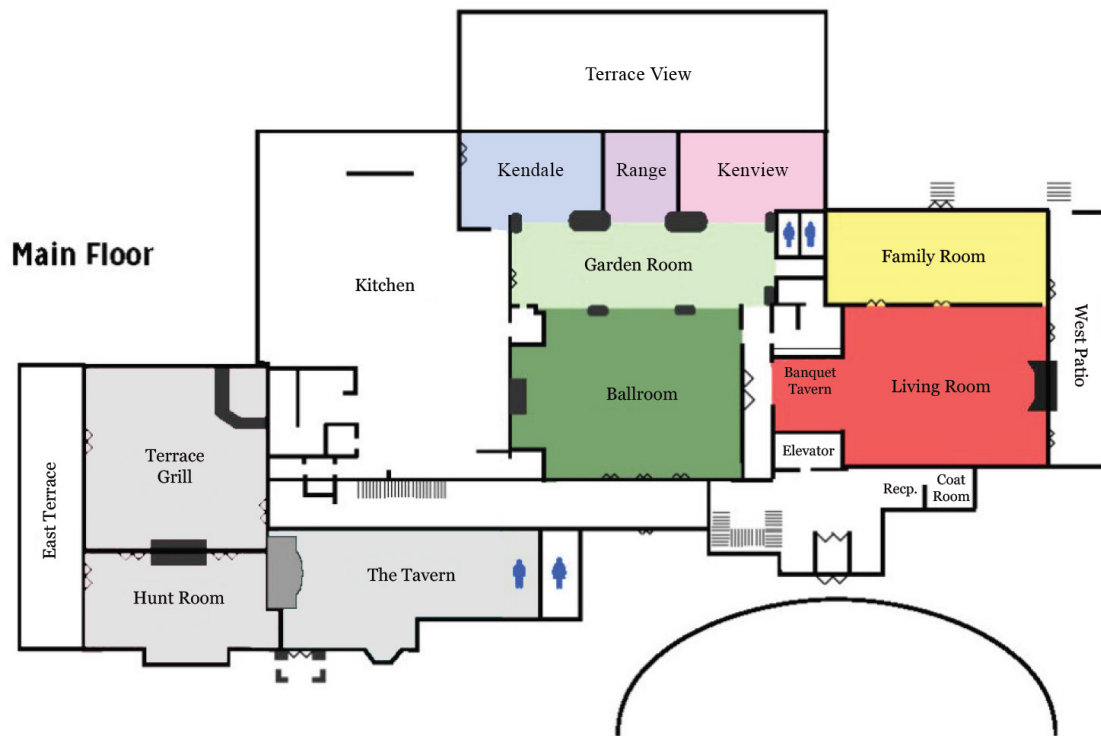 Terrace View
Kendale
Range
Kenview
Main Floor
Garden Room
Family Room
Kitchen
West Patio
Banquet
Tavern
Living Room
Ballroom
Elevator
Terrace
Grill
Recp.
Coat
Room
East Terrace
The Tavern
Hunt Room